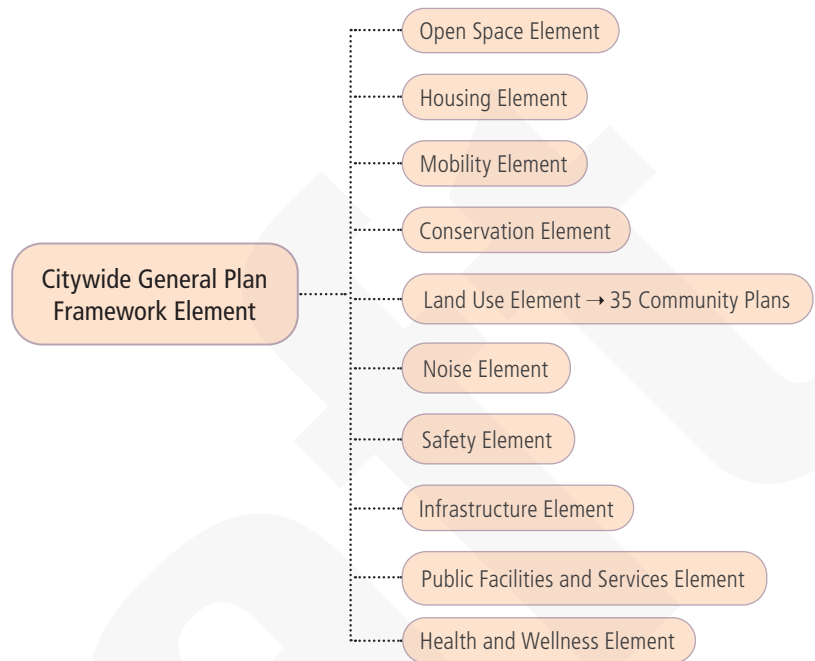 Citywide General Plan
Framework Element
Open Space Element
Housing Element
Mobility Element
Conservation Element
Land Use Element → 35 Community Plans
Noise Element
Safety Element
Infrastructure Element
Public Facilities and Services Element
Health and Wellness Element